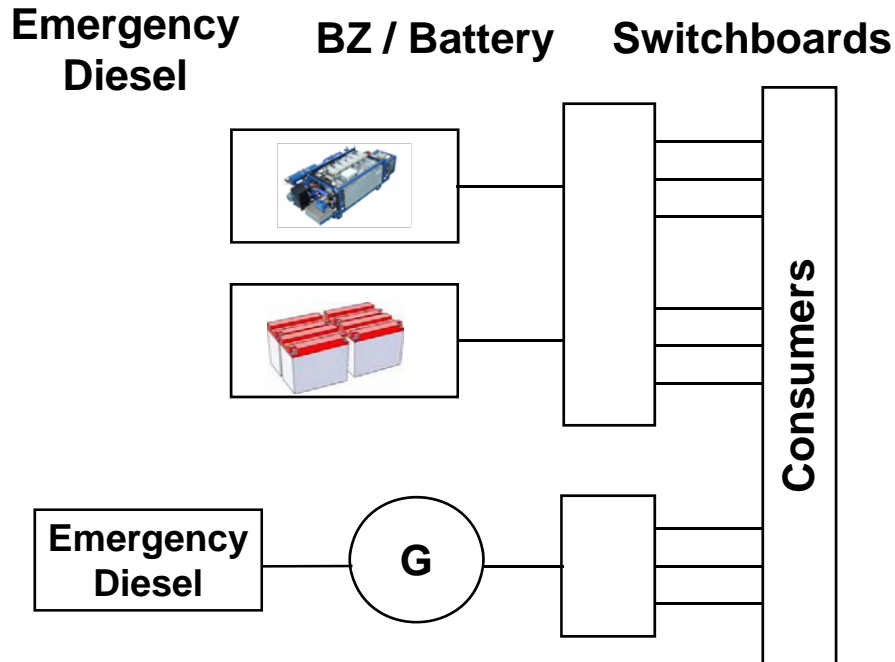 Emergency
Diesel
BZ / Battery
Switchboards
Consumers
Emergency
Diesel
G